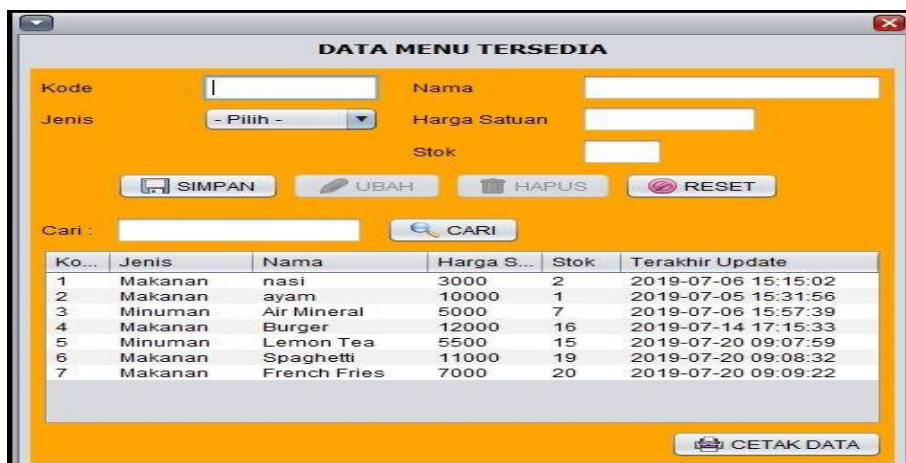 DATA MENU TERSEDIA
Kode Nama
Jenis - Pilih - Harga Satuan
Stok
SIMPAN UBAH HAPUS RESET
Cari : CARI
Ko... Jenis Nama Harga S... Stok Terakhir Update
1 Makanan nasi 3000 2 2019-07-06 15:15:02
2 Makanan ayam 10000 1 2019-07-05 15:31:56
3 Minuman Air Mineral 5000 7 2019-07-06 15:57:39
4 Makanan Burger 12000 16 2019-07-14 17:15:33
5 Minuman Lemon Tea 5500 15 2019-07-20 09:07:59
6 Makanan Spaghetti 11000 19 2019-07-20 09:08:32
7 Makanan French Fries 7000 20 2019-07-20 09:09:22
CETAK DATA